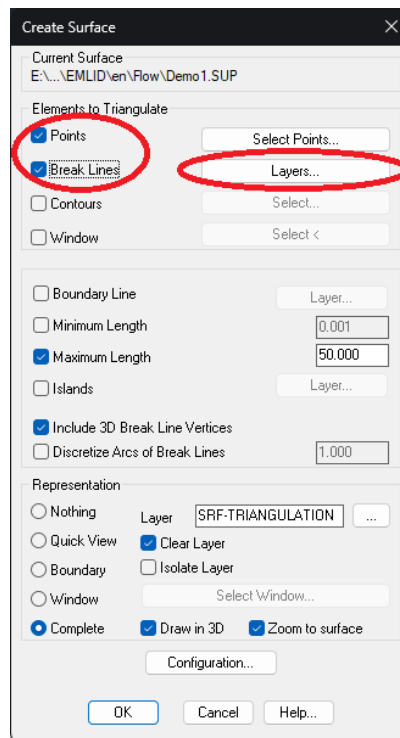 Create Surface
Current Surface
E:\...\EMLID\en\Flow\Demo1.SUP
Elements to Triangulate
Points
Select Points...
Break Lines
Layers...
Contours
Select...
Window
Select <
Boundary Line
Layer...
Minimum Length
0.001
Maximum Length
50.000
Islands
Layer...
Include 3D Break Line Vertices
Discretize Arcs of Break Lines
1.000
Representation
Nothing
Layer
SRF-TRIANGULATION
...
Quick View
Clear Layer
Boundary
Isolate Layer
Window
Select Window...
Complete
Draw in 3D
Zoom to surface
Configuration...
OK
Cancel
Help...